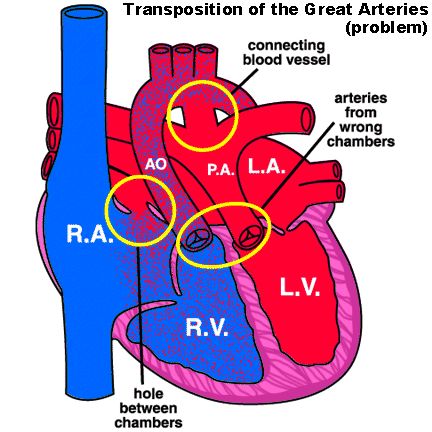 Transposition of the Great Arteries
(problem)
connecting
blood vessel
arteries
from
wrong
chambers
AO
P.A.
L.A.
R.A.
L.V.
R.V.
hole
between
chambers